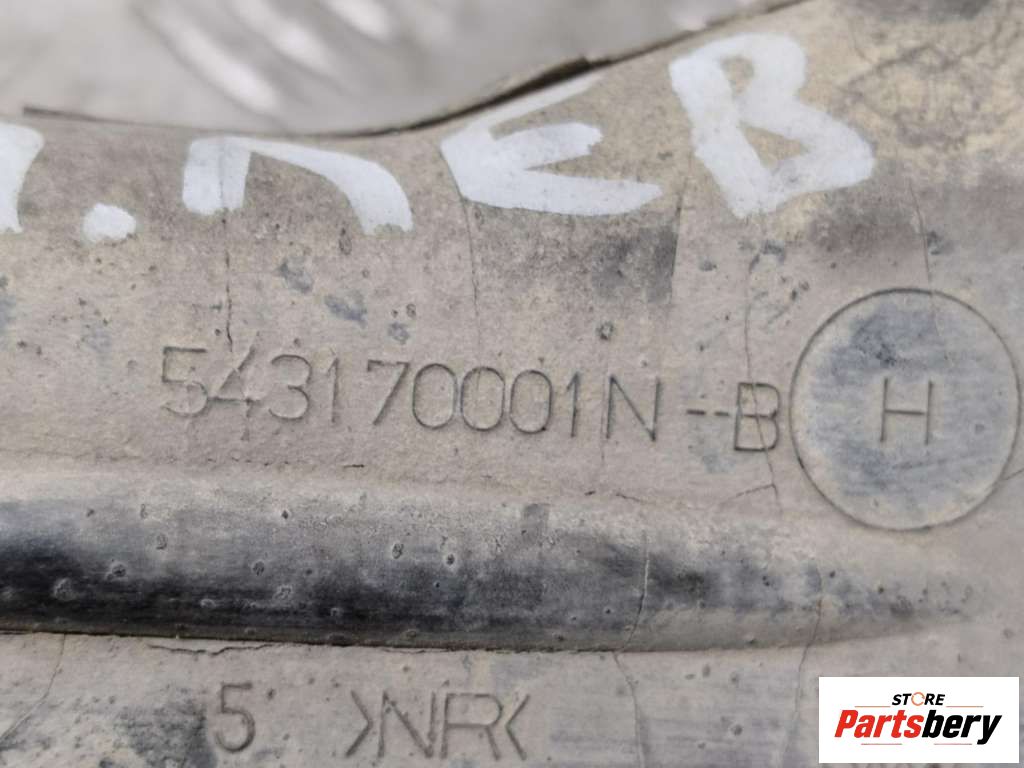 .ЛЕВ
543170001N--B H
5 >NR<
STORE
Partsbery